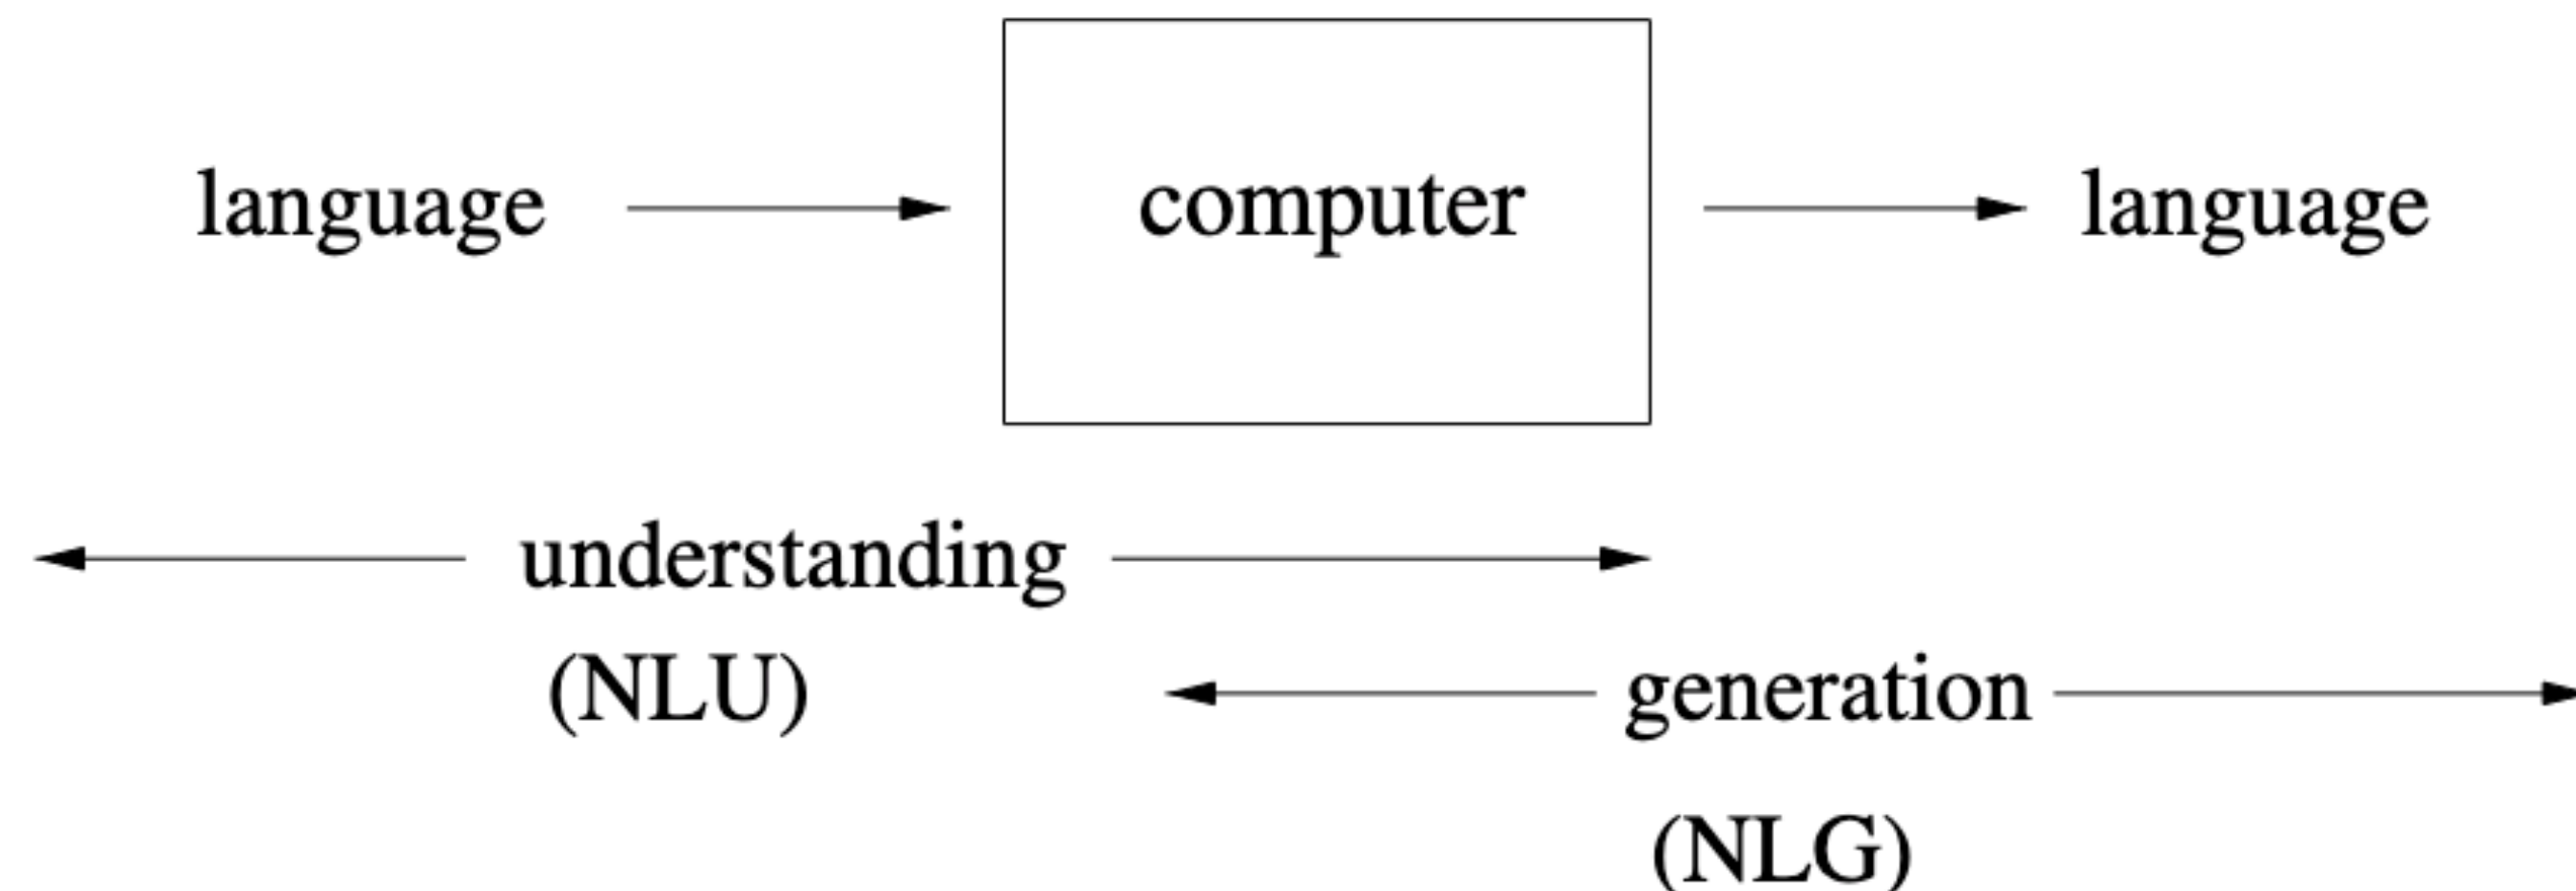 language computer language
understanding
(NLU)
generation
(NLG)